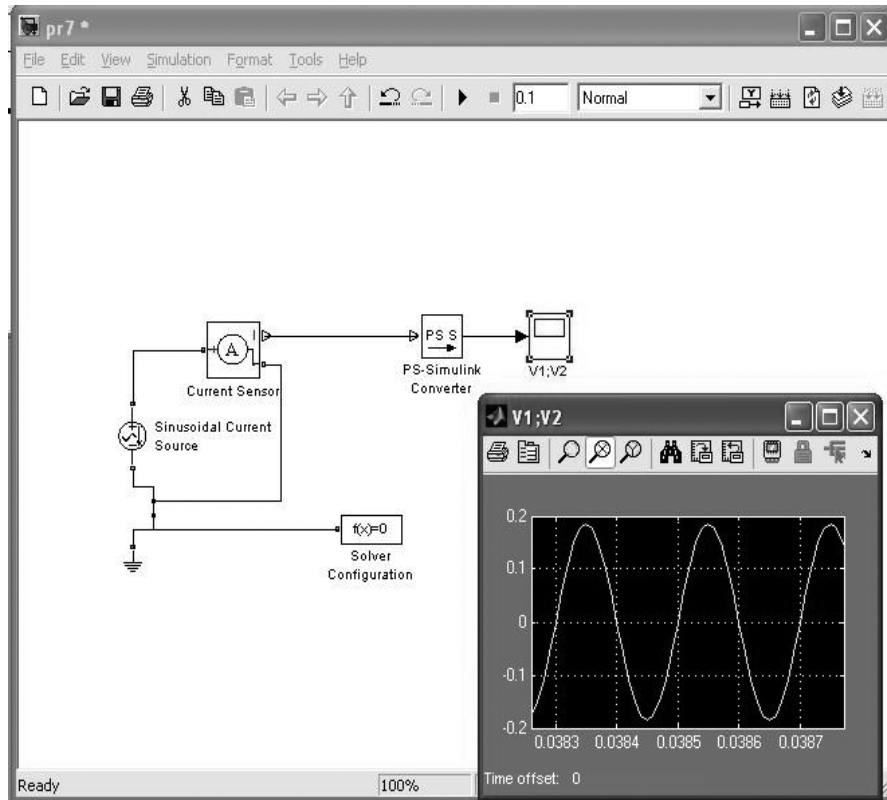 pr7 *
File Edit View Simulation Format Tools Help
0.1 Normal
A
I
PS S
V1;V2
PS-Simulink
Converter
Current Sensor
Sinusoidal Current
Source
f(x)=0
Solver
Configuration
V1;V2
0.2
0.1
0
-0.1
-0.2
0.0383 0.0384 0.0385 0.0386 0.0387
Time offset: 0
Ready 100%